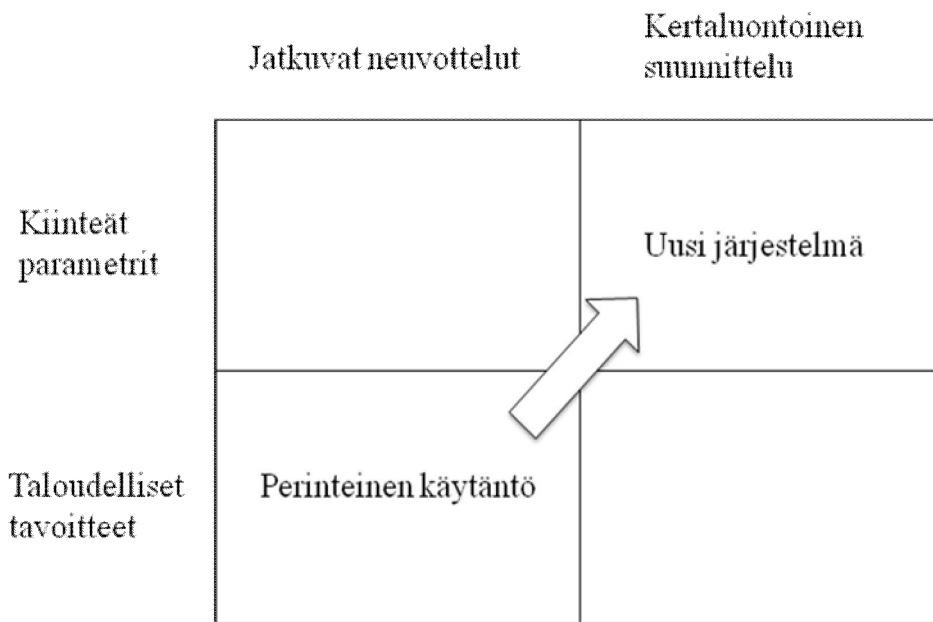 Jatkuvat neuvottelut
Kertaluontoinen
suunnittelu
Kiinteät
parametrit
Uusi järjestelmä
Taloudelliset
tavoitteet
Perinteinen käytäntö